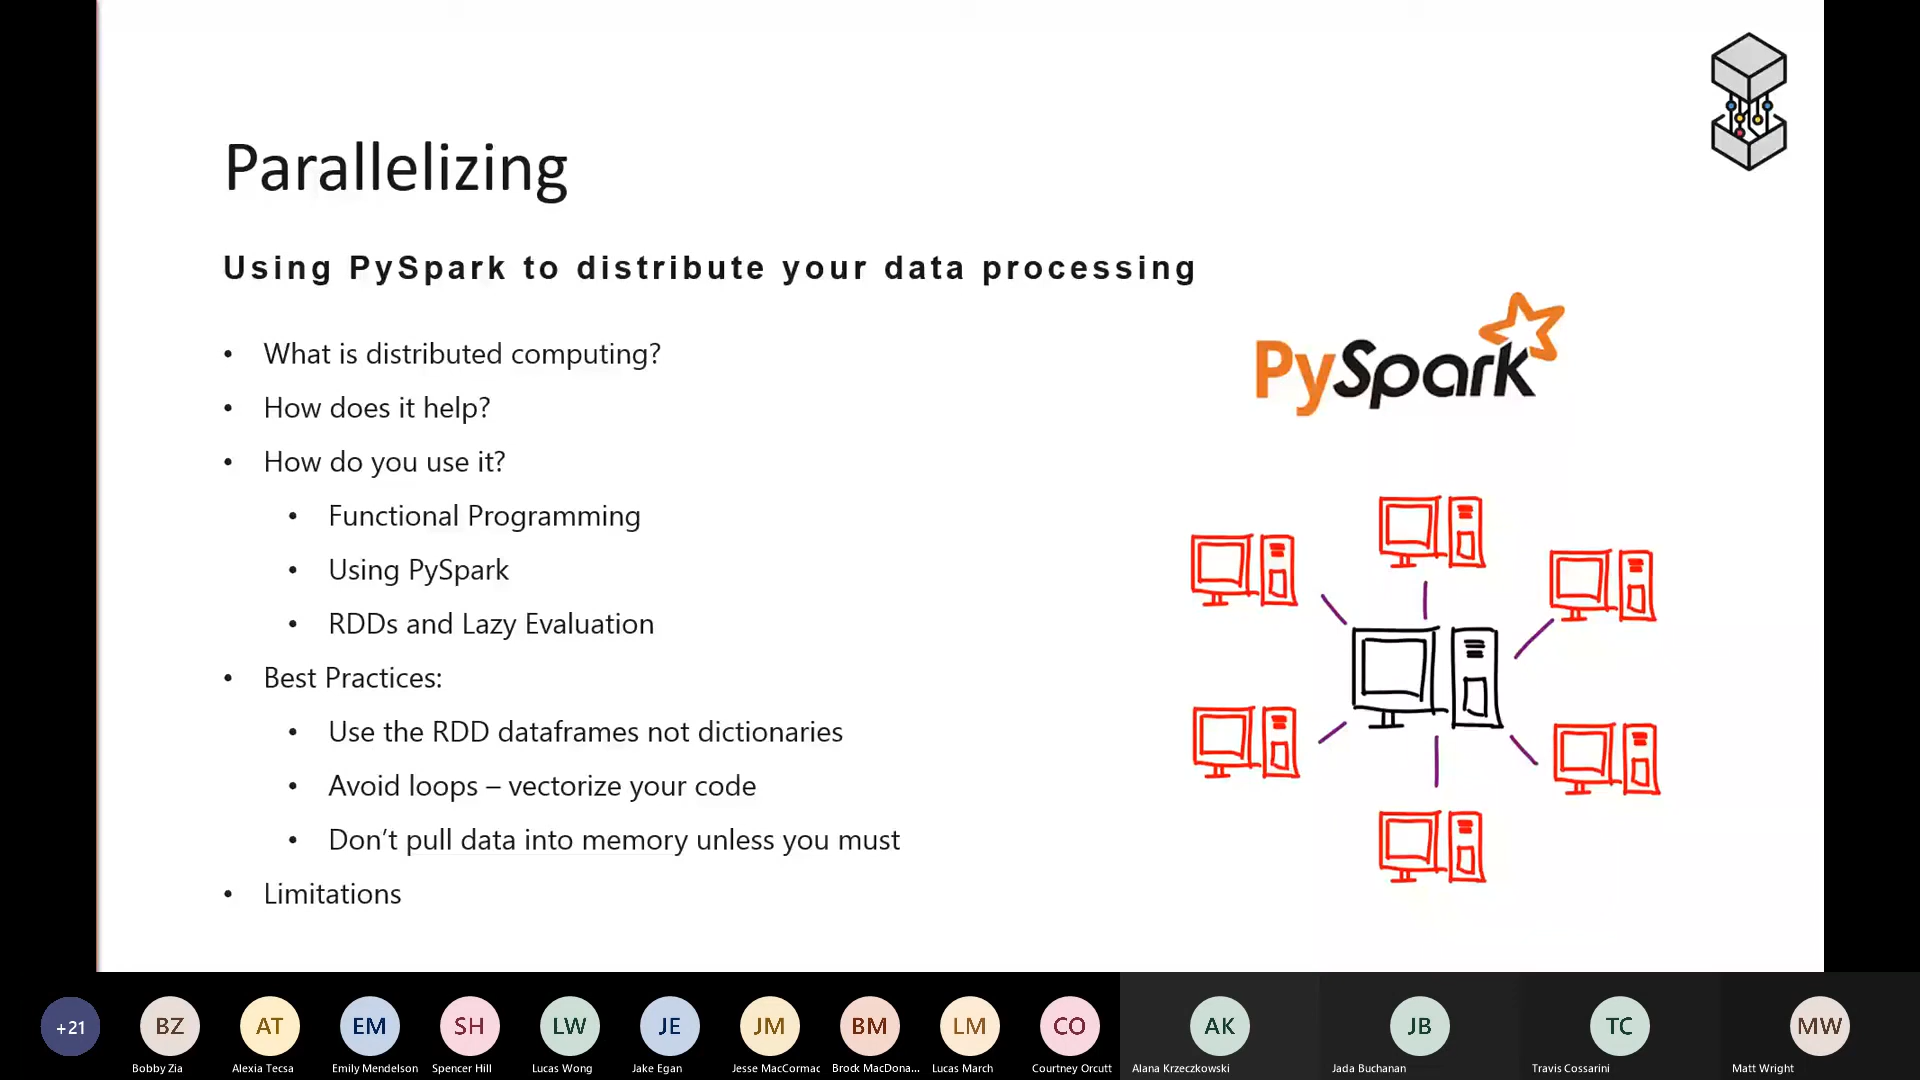 Parallelizing
Using PySpark to distribute your data processing
• What is distributed computing?
• How does it help?
• How do you use it?
• Functional Programming
• Using PySpark
• RDDs and Lazy Evaluation
• Best Practices:
• Use the RDD dataframes not dictionaries
• Avoid loops – vectorize your code
• Don’t pull data into memory unless you must
• Limitations
PySpark
+21 BZ AT EM SH LW JE JM BM LM CO AK JB TC MW
Bobby Zia Alexia Tecsa Emily Mendelson Spencer Hill Lucas Wong Jake Egan Jesse MacCormac Brock MacDona... Lucas March Courtney Orcutt Alana Krzeczkowski Jada Buchanan Travis Cossarini Matt Wright